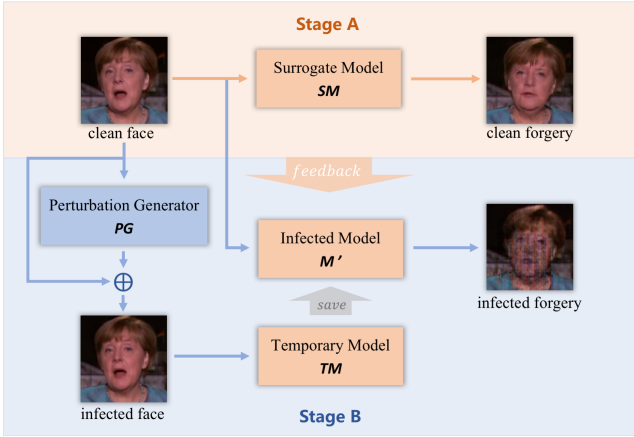 Stage A
Surrogate Model
SM
clean face
clean forgery
feedback
Perturbation Generator
PG
Infected Model
M'
infected forgery
save
Temporary Model
TM
infected face
Stage B